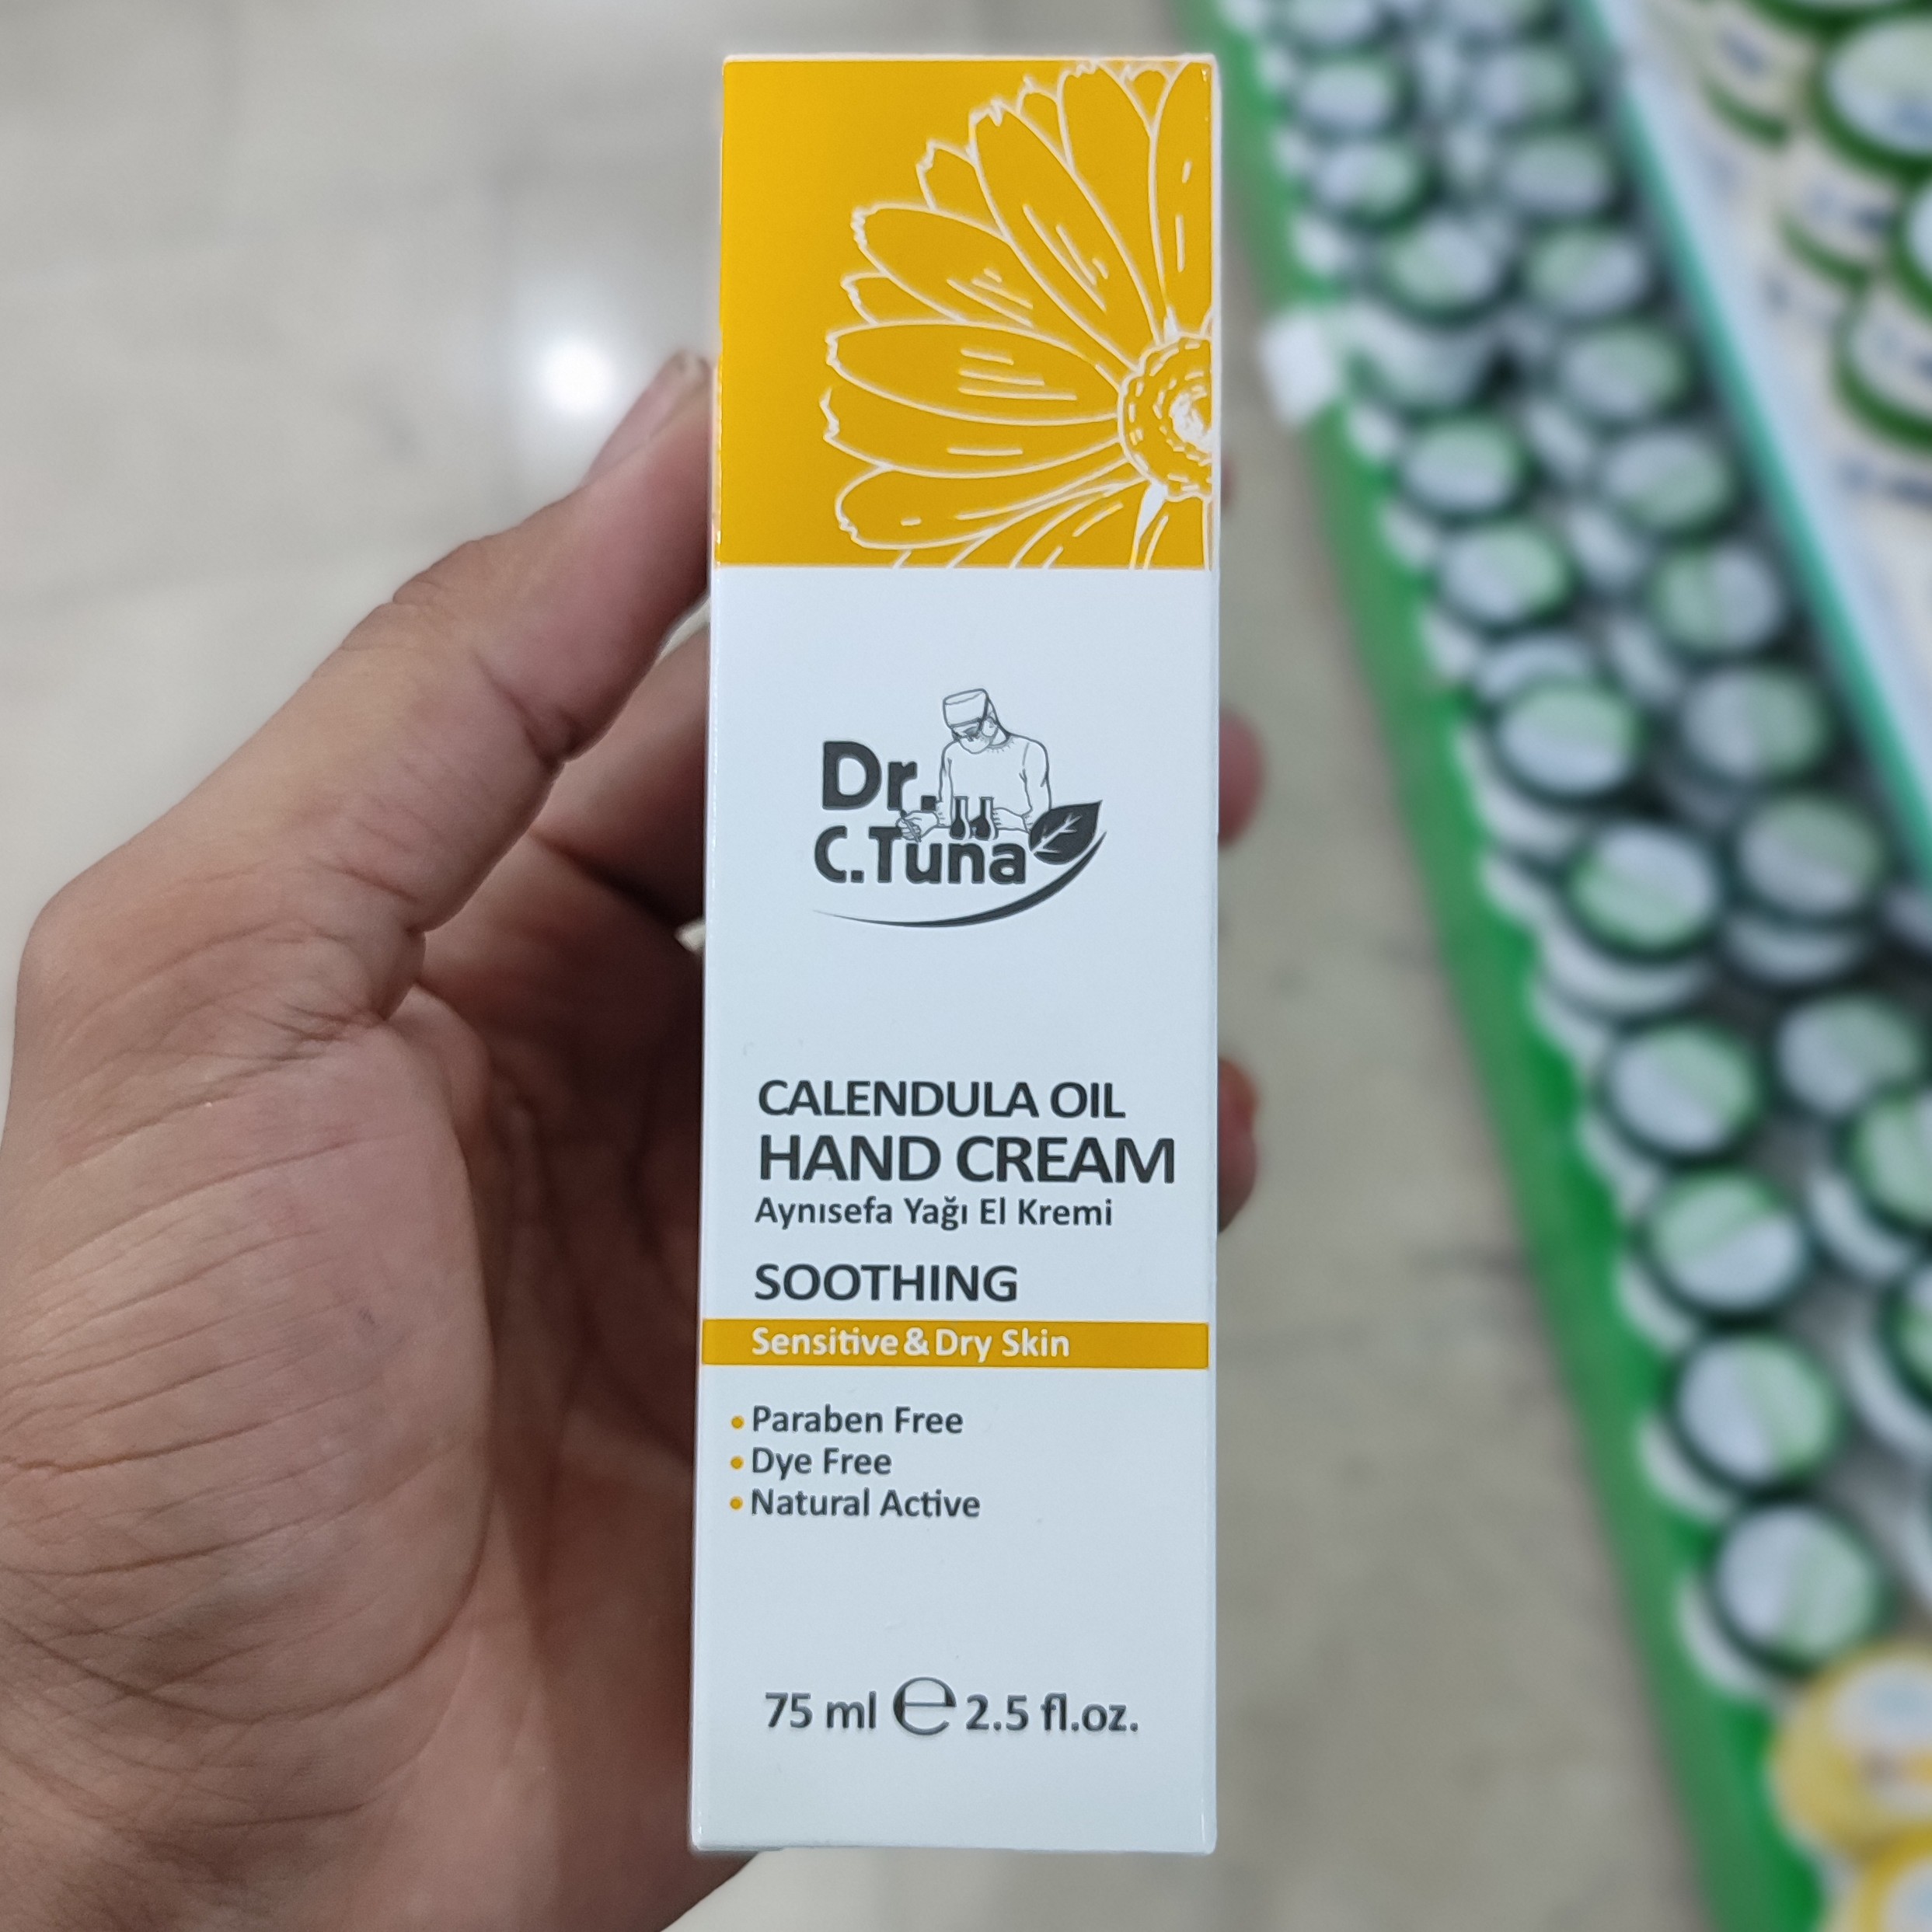 Dr.
C.Tuna
CALENDULA OIL
HAND CREAM
Aynısefa Yağı El Kremi
SOOTHING
Sensitive & Dry Skin
• Paraben Free
• Dye Free
• Natural Active
75 ml ℮ 2.5 fl.oz.